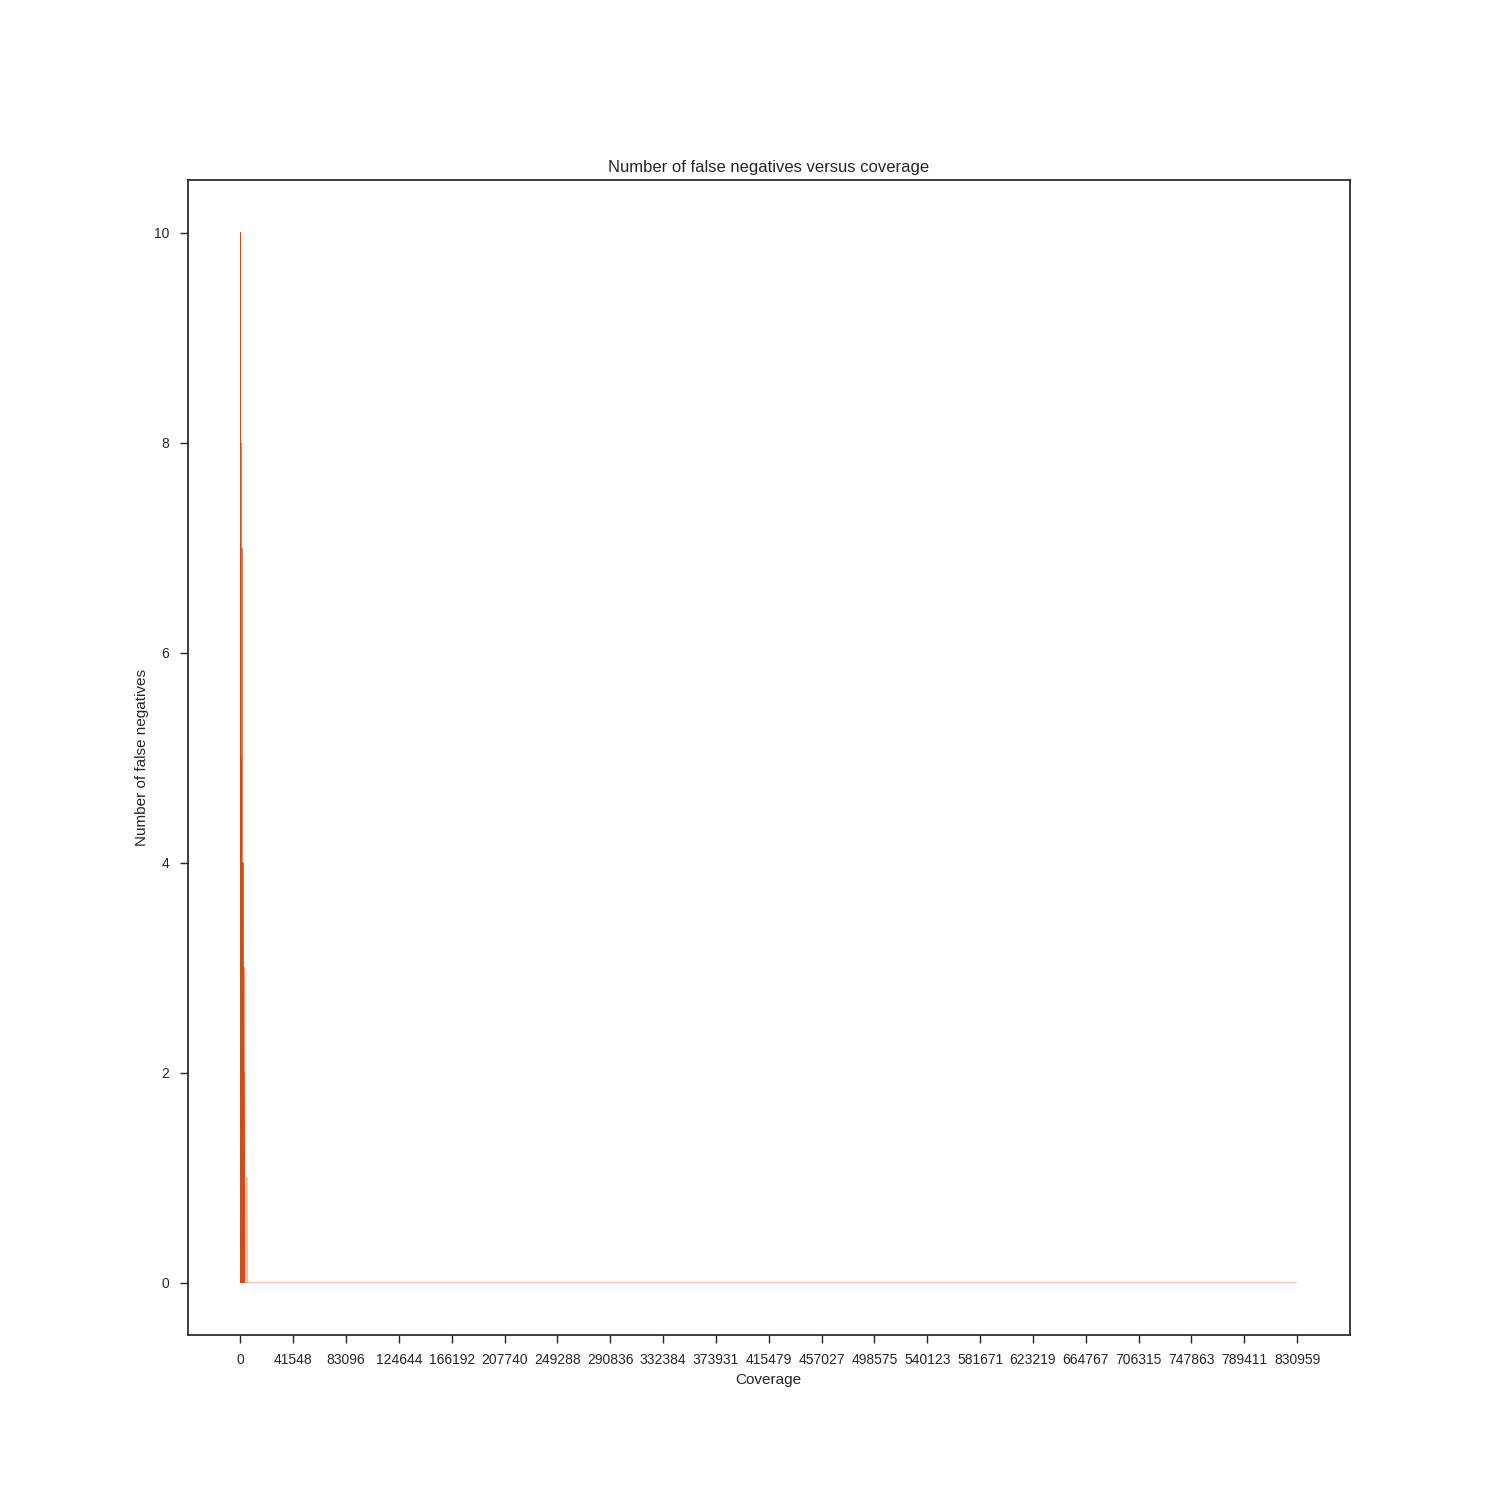 Number of false negatives versus coverage
10
8
6
4
2
0
Number of false negatives
0 41548 83096 124644 166192 207740 249288 290836 332384 373931 415479 457027 498575 540123 581671 623219 664767 706315 747863 789411 830959
Coverage